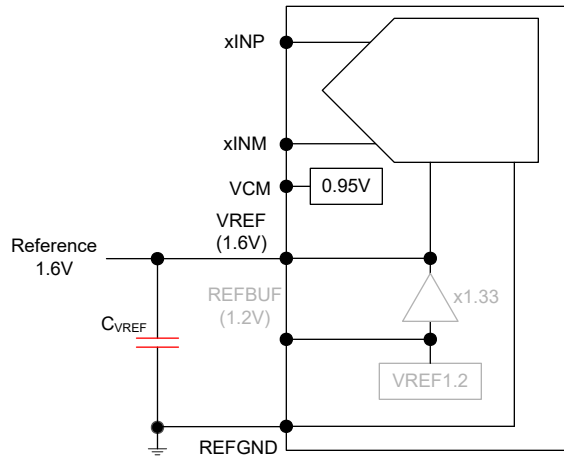 xINP
xINM
VCM
0.95V
VREF
(1.6V)
Reference
1.6V
REFBUF
(1.2V)
x1.33
CVREF
VREF1.2
REFGND